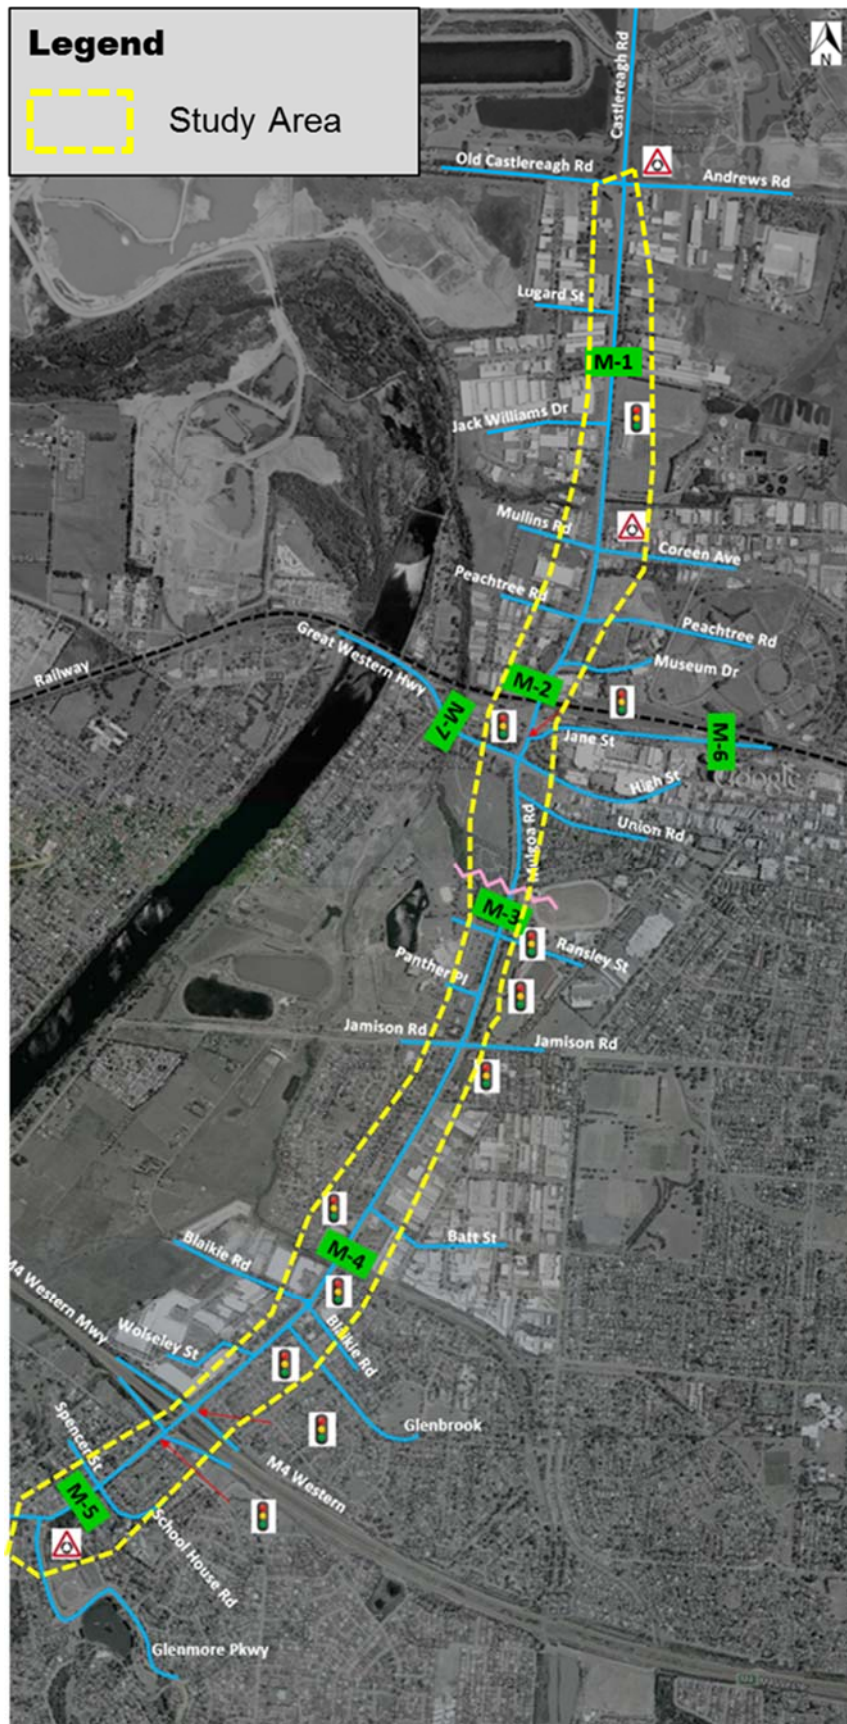 Legend
Study Area
N
Castlereagh Rd
Old Castlereagh Rd
Andrews Rd
Lugard St
M-1
Jack Williams Dr
Mullins Rd
Coreen Ave
Peachtree Rd
Peachtree Rd
Great Western Hwy
Museum Dr
Railway
M-2
M-7
Jane St
M-6
Google
High St
Mulgoa Rd
Union Rd
M-3
Ransley St
Panther Pl
Jamison Rd
Jamison Rd
Batt St
M-4
Blaikie Rd
M4 Western Mwy
Wolseley St
Blaikie Rd
Glenbrook
Spencer St
M4 Western
M-5
School House Rd
Glenmore Pkwy